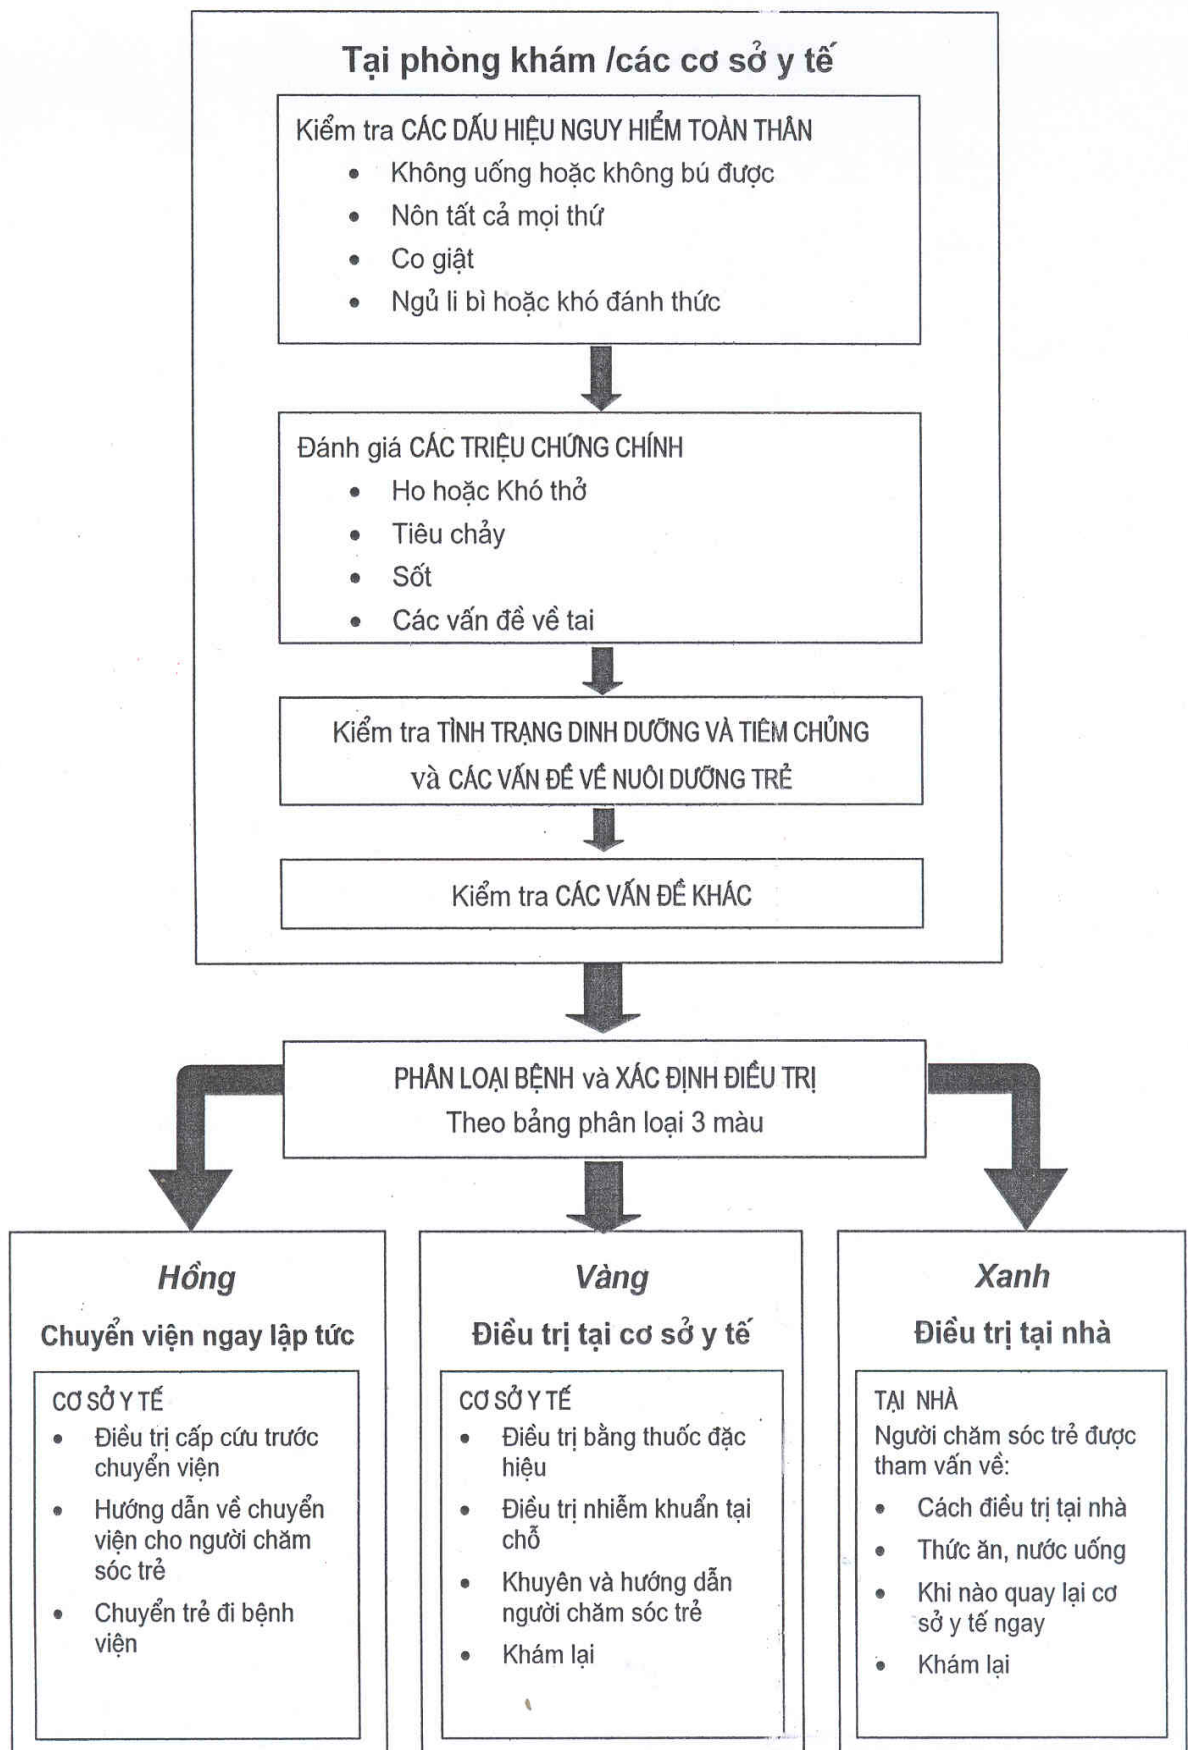 Tại phòng khám /các cơ sở y tế
Kiểm tra CÁC DẤU HIỆU NGUY HIỂM TOÀN THÂN
• Không uống hoặc không bú được
• Nôn tất cả mọi thứ
• Co giật
• Ngủ li bì hoặc khó đánh thức
Đánh giá CÁC TRIỆU CHỨNG CHÍNH
• Ho hoặc Khó thở
• Tiêu chảy
• Sốt
• Các vấn đề về tai
Kiểm tra TÌNH TRẠNG DINH DƯỠNG VÀ TIÊM CHỦNG
và CÁC VẤN ĐỀ VỀ NUÔI DƯỠNG TRẺ
Kiểm tra CÁC VẤN ĐỀ KHÁC
PHÂN LOẠI BỆNH và XÁC ĐỊNH ĐIỀU TRỊ
Theo bảng phân loại 3 màu
Hồng
Chuyển viện ngay lập tức
CƠ SỞ Y TẾ
• Điều trị cấp cứu trước
chuyển viện
• Hướng dẫn về chuyển
viện cho người chăm
sóc trẻ
• Chuyển trẻ đi bệnh
viện
Vàng
Điều trị tại cơ sở y tế
CƠ SỞ Y TẾ
• Điều trị bằng thuốc đặc
hiệu
• Điều trị nhiễm khuẩn tại
chỗ
• Khuyên và hướng dẫn
người chăm sóc trẻ
• Khám lại
Xanh
Điều trị tại nhà
TẠI NHÀ
Người chăm sóc trẻ được
tham vấn về:
• Cách điều trị tại nhà
• Thức ăn, nước uống
• Khi nào quay lại cơ
sở y tế ngay
• Khám lại